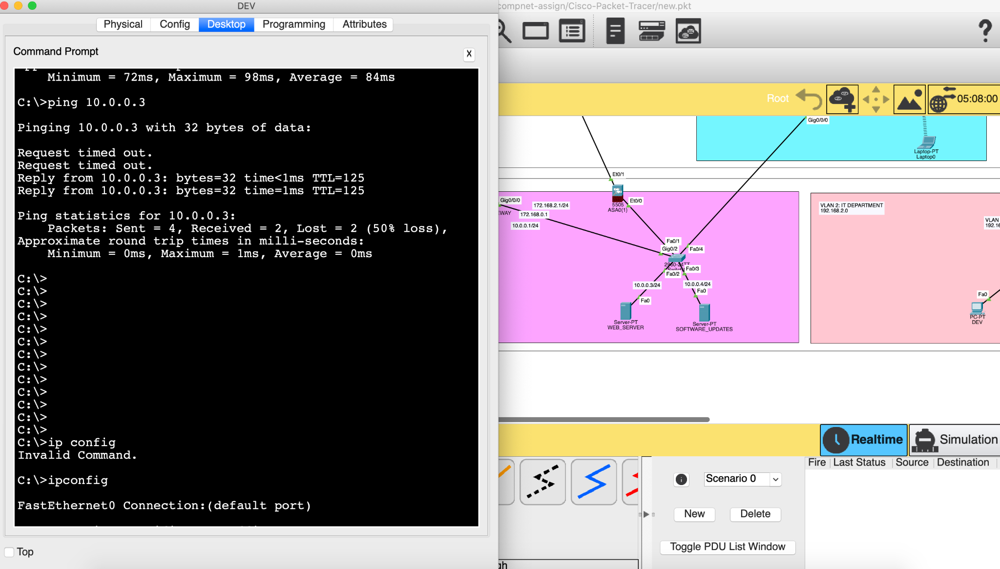 DEV
compnet-assign/Cisco-Packet-Tracer/new.pkt
Physical
Config
Desktop
Programming
Attributes
Command Prompt
X
Minimum = 72ms, Maximum = 98ms, Average = 84ms
C:\>ping 10.0.0.3
Pinging 10.0.0.3 with 32 bytes of data:
Request timed out.
Request timed out.
Reply from 10.0.0.3: bytes=32 time<1ms TTL=125
Reply from 10.0.0.3: bytes=32 time=1ms TTL=125
Ping statistics for 10.0.0.3:
Packets: Sent = 4, Received = 2, Lost = 2 (50% loss),
Approximate round trip times in milli-seconds:
Minimum = 0ms, Maximum = 1ms, Average = 0ms
C:\>
C:\>
C:\>
C:\>
C:\>
C:\>
C:\>
C:\>
C:\>
C:\>
C:\>
C:\>
C:\>
C:\>ip config
Invalid Command.
C:\>ipconfig
FastEthernet0 Connection:(default port)
Top
?
Root
05:08:00
Gig0/0/0
Laptop-PT
Laptop0
Et0/1
5505
ASA0(1)
Et0/0
Gig0/0/0
EWAY
172.168.2.1/24
172.168.0.1
10.0.0.1/24
Fa0/1
Gig0/2
Fa0/4
2960-24TT
Fa0/3
Fa0/2
10.0.0.3/24
10.0.0.4/24
Fa0
Fa0
Server-PT
WEB_SERVER
Server-PT
SOFTWARE_UPDATES
VLAN 2: IT DEPARTMENT
192.168.2.0
VLAN
192.16
Fa0
PC-PT
DEV
Realtime
Simulation
Fire
Last Status
Source
Destination
Scenario 0
New
Delete
Toggle PDU List Window
gh